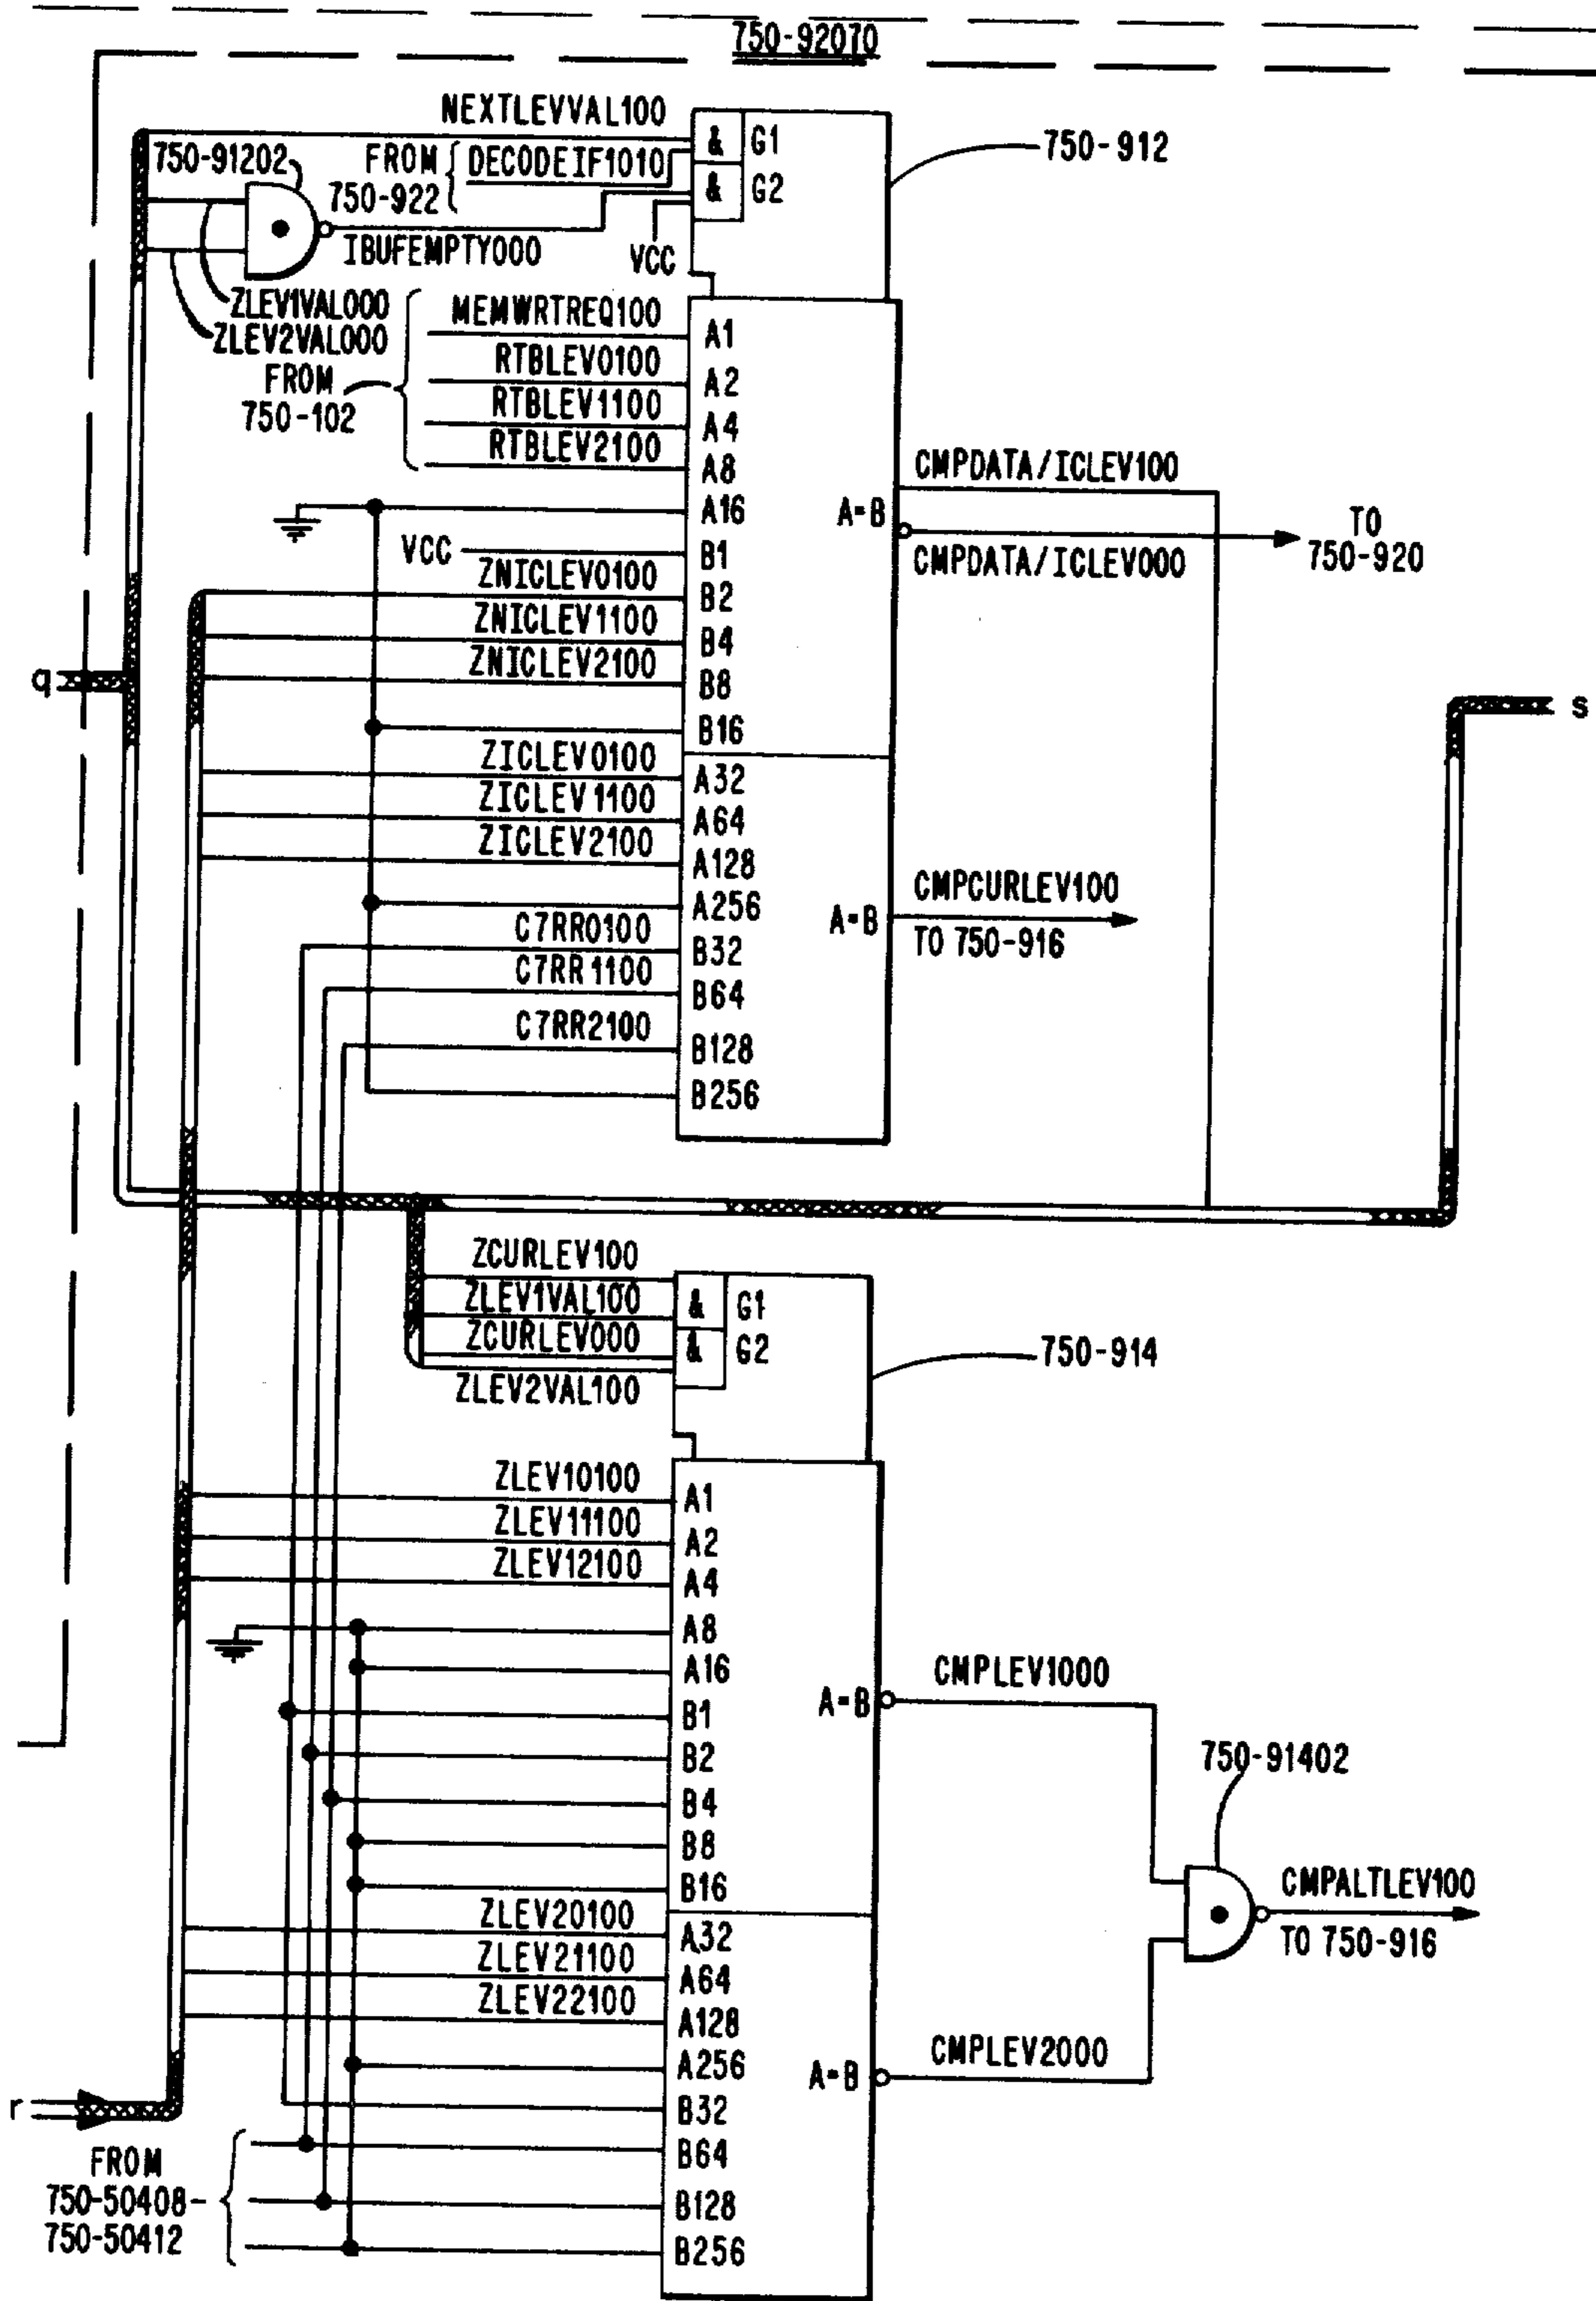 750-92070
NEXTLEVVAL100
& G1
750-912
750-91202
FROM
750-922
DECODEIF1010
& G2
IBUFEMPTY000
VCC
ZLEV1VAL000
ZLEV2VAL000
FROM
750-102
MEMWRTREQ100 A1
RTBLEV0100 A2
RTBLEV1100 A4
RTBLEV2100 A8
A16
VCC B1
ZNICLEV0100 B2
ZNICLEV1100 B4
ZNICLEV2100 B8
B16
A=B
CMPDATA/ICLEV100
CMPDATA/ICLEV000
TO
750-920
q
s
ZICLEV0100 A32
ZICLEV1100 A64
ZICLEV2100 A128
A256
C7RR0100 B32
C7RR1100 B64
C7RR2100 B128
B256
A=B
CMPCURLEV100
TO 750-916
ZCURLEV100
ZLEV1VAL100
& G1
ZCURLEV000
& G2
ZLEV2VAL100
750-914
ZLEV10100 A1
ZLEV11100 A2
ZLEV12100 A4
A8
A16
B1
B2
B4
B8
B16
A=B
CMPLEV1000
750-91402
CMPALTLEV100
TO 750-916
ZLEV20100 A32
ZLEV21100 A64
ZLEV22100 A128
A256
B32
B64
B128
B256
A=B
CMPLEV2000
r
FROM
750-50408-
750-50412